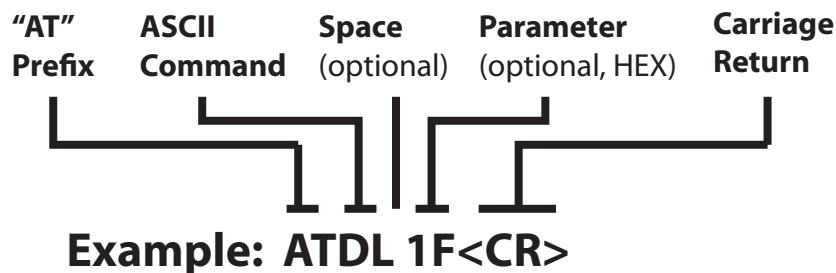 “AT” ASCII Space Parameter Carriage
Prefix Command (optional) (optional, HEX) Return
Example: ATDL 1F<CR>